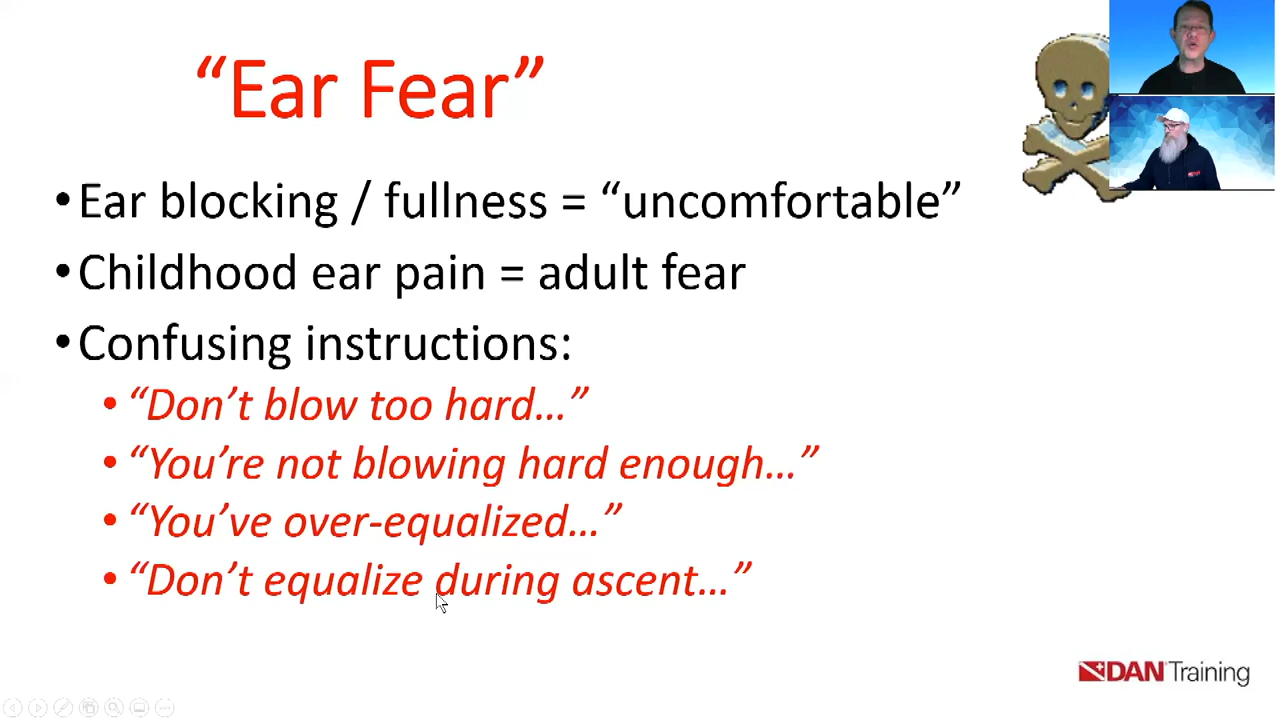 “Ear Fear”
•Ear blocking / fullness = “uncomfortable”
•Childhood ear pain = adult fear
•Confusing instructions:
• “Don’t blow too hard…”
• “You’re not blowing hard enough…”
• “You’ve over-equalized…”
• “Don’t equalize during ascent…”
DAN Training